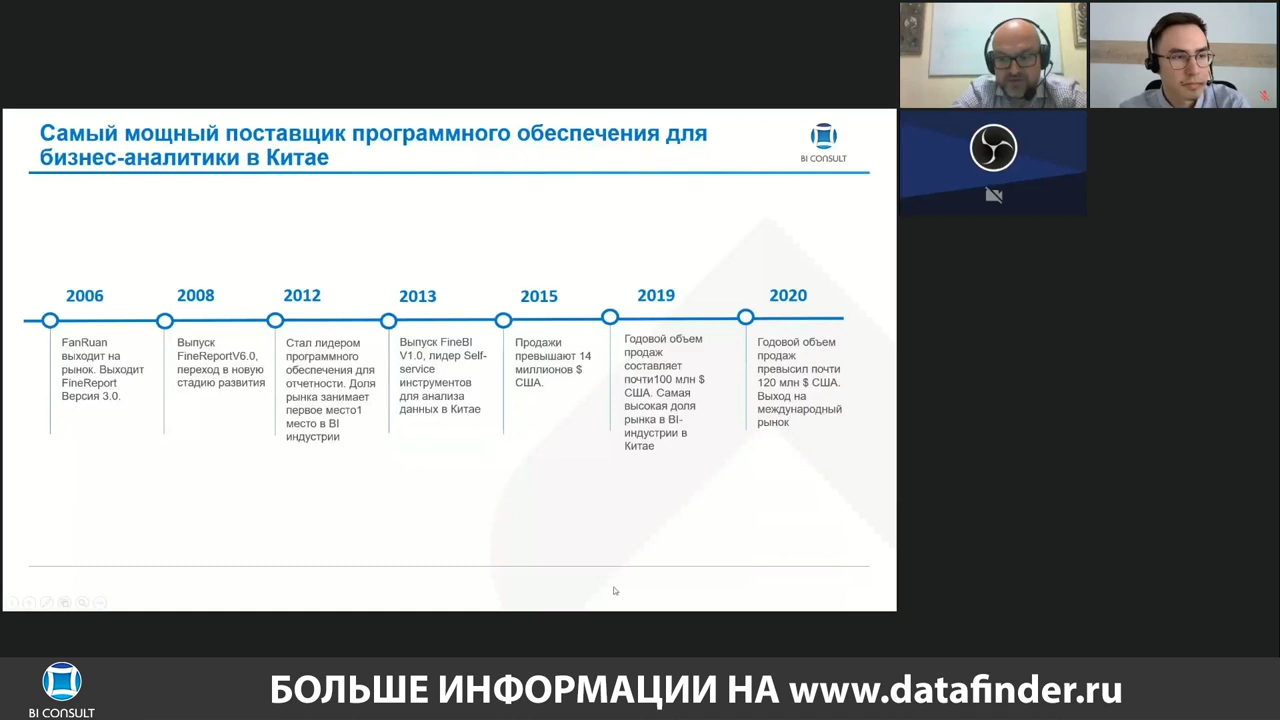 Самый мощный поставщик программного обеспечения для
бизнес-аналитики в Китае
BI CONSULT
2006
FanRuan
выходит на
рынок. Выходит
FineReport
Версия 3.0.
2008
Выпуск
FineReportV6.0,
переход в новую
стадию развития
2012
Стал лидером
программного
обеспечения для
отчетности. Доля
рынка занимает
первое место1
место в BI
индустрии
2013
Выпуск FineBI
V1.0, лидер Self-
service
инструментов
для анализа
данных в Китае
2015
Продажи
превышают 14
миллионов $
США.
2019
Годовой объем
продаж
составляет
почти100 млн $
США. Самая
высокая доля
рынка в BI-
индустрии в
Китае
2020
Годовой объем
продаж
превысил почти
120 млн $ США.
Выход на
международный
рынок
BI CONSULT
БОЛЬШЕ ИНФОРМАЦИИ НА www.datafinder.ru